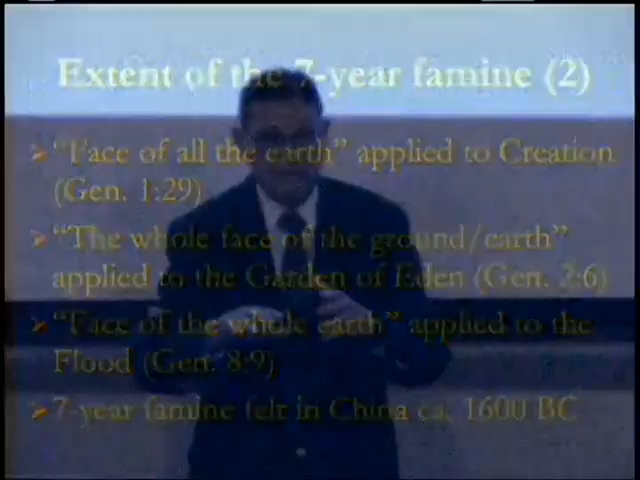 Extent of the 7-year famine (2)
➢ "Face of all the earth" applied to Creation
(Gen. 1:29)
➢ "The whole face of the ground/earth"
applied to the Garden of Eden (Gen. 2:6)
➢ "Face of the whole earth" applied to the
Flood (Gen. 8-9)
➢ 7-year famine felt in China ca. 1600 BC